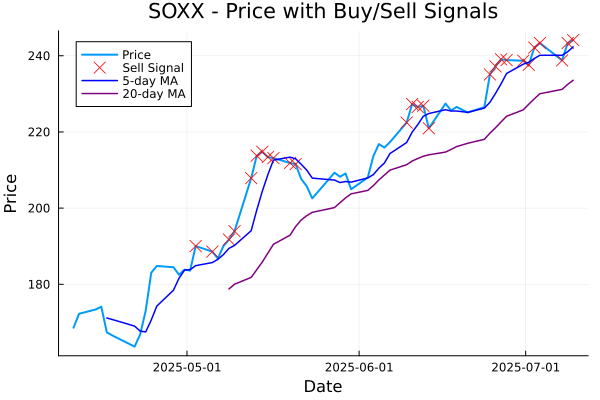 SOXX - Price with Buy/Sell Signals
Price
Sell Signal
5-day MA
20-day MA
240
220
200
180
Price
2025-05-01
2025-06-01
2025-07-01
Date